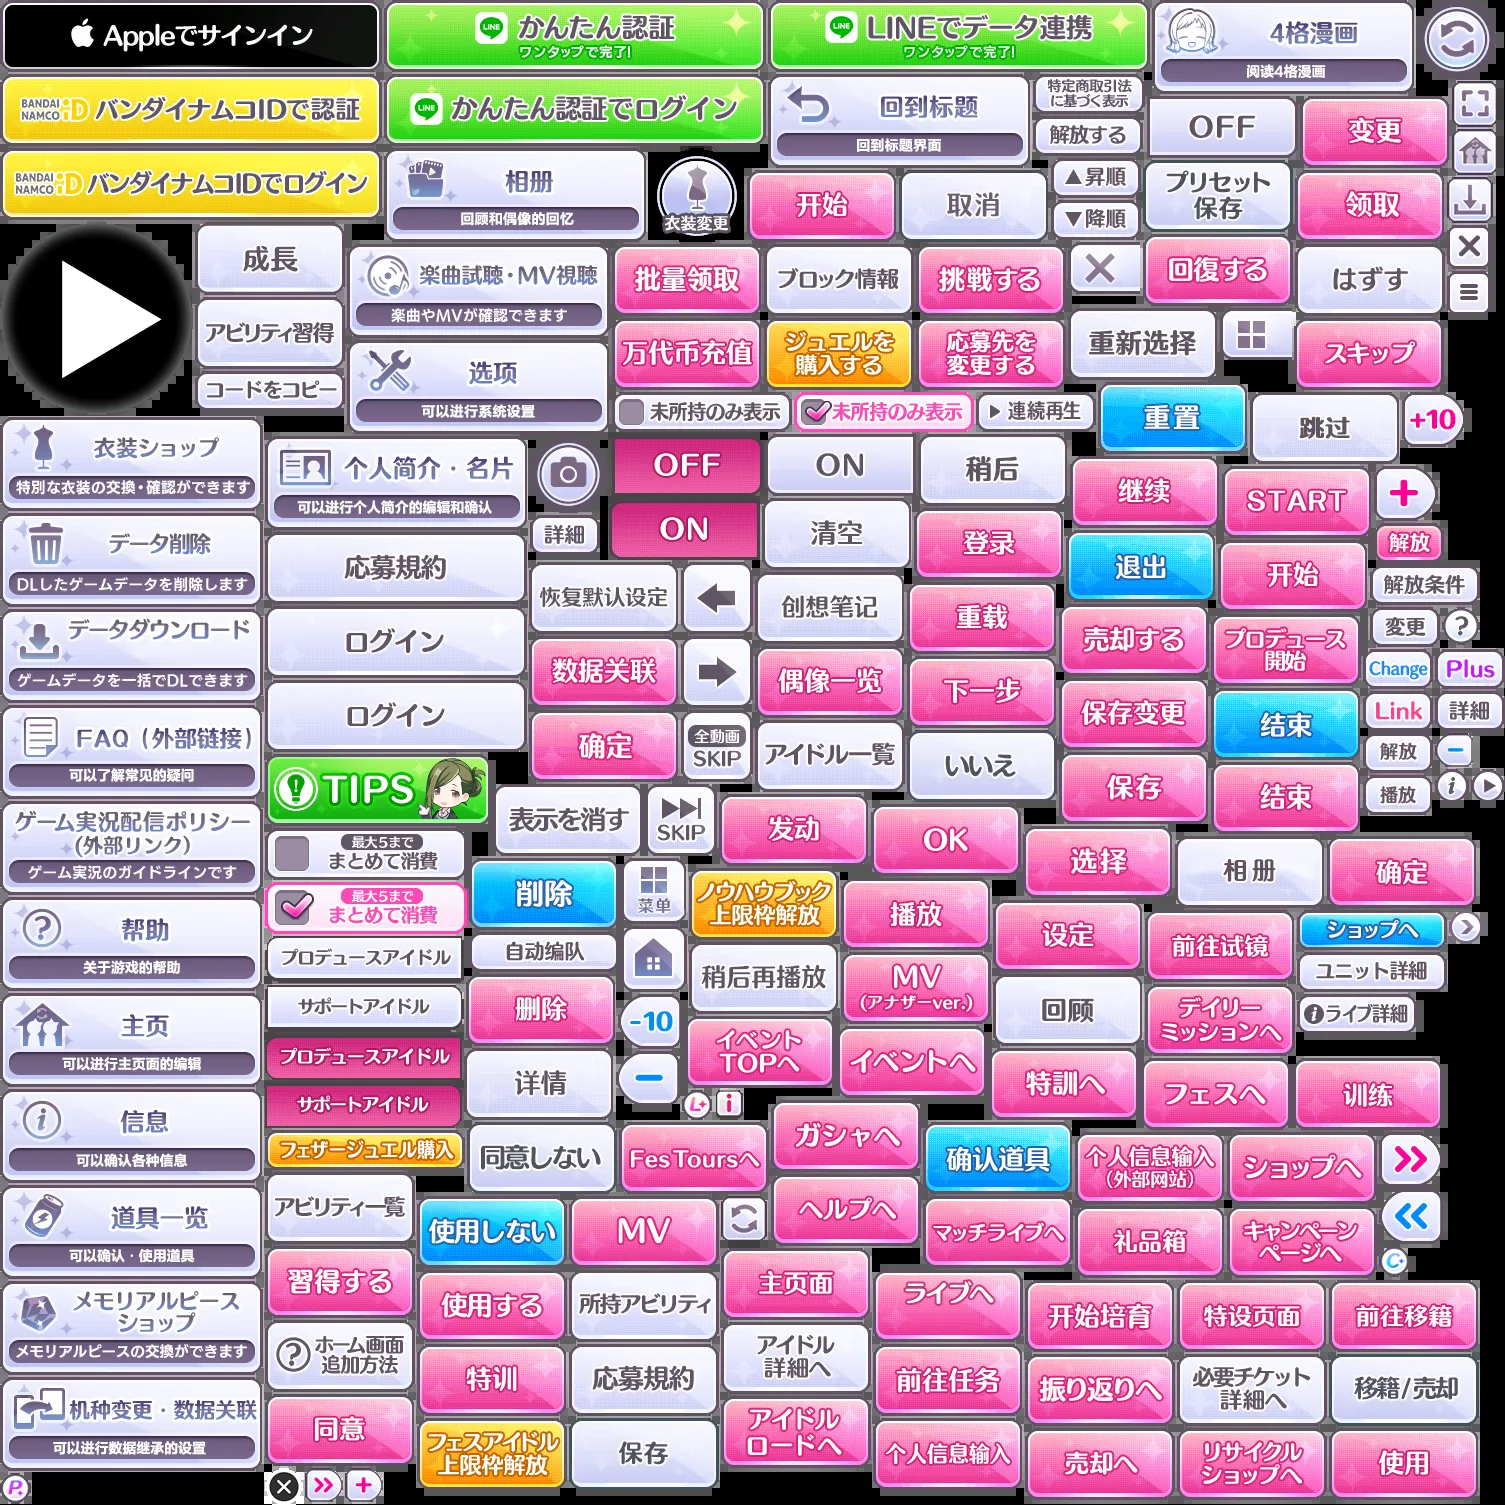 Appleでサインイン
LINE かんたん認証
ワンタップで完了!
LINE LINEでデータ連携
ワンタップで完了!
4格漫画
阅读4格漫画
BANDAI NAMCO ID バンダイナムコIDで認証
LINE かんたん認証でログイン
回到标题
回到标题界面
特定商取引法
に基づく表示
解放する
OFF
変更
BANDAI NAMCO ID バンダイナムコIDでログイン
相册
回顾和偶像的回忆
衣装変更
开始
取消
▲昇順
▼降順
プリセット
保存
领取
成長
アビリティ習得
コードをコピー
楽曲試聴・MV視聴
楽曲やMVが確認できます
批量领取
ブロック情報
挑戦する
回復する
はずす
选项
可以进行系统设置
万代币充值
ジュエルを
購入する
応募先を
変更する
重新选择
スキップ
未所持のみ表示
未所持のみ表示
連続再生
重置
跳过
+10
衣装ショップ
特別な衣装の交換・確認ができます
个人简介・名片
可以进行个人简介的编辑和确认
詳細
OFF
ON
稍后
ON
清空
继续
START
登录
解放
データ削除
DLしたゲームデータを削除します
応募規約
恢复默认设定
创想笔记
重载
退出
开始
解放条件
データダウンロード
ゲームデータを一括でDLできます
ログイン
数据关联
偶像一览
下一步
売却する
プロデュース
開始
変更
?
Change
Plus
FAQ（外部链接）
可以了解常见的疑问
ログイン
确定
全動画
SKIP
アイドル一覧
いいえ
保存变更
结束
Link
詳細
解放
TIPS
保存
结束
播放
i
ゲーム実況配信ポリシー
(外部リンク)
ゲーム実況のガイドラインです
表示を消す
SKIP
发动
OK
选择
相册
确定
最大5まで
まとめて消費
最大5まで
まとめて消費
削除
菜单
ノウハウブック
上限枠解放
播放
设定
前往试镜
ショップへ
ユニット詳細
iライブ詳細
帮助
关于游戏的帮助
プロデュースアイドル
自动编队
稍后再播放
MV
(アナザーver.)
回顾
デイリー
ミッションへ
サポートアイドル
删除
-10
主页
可以进行主页面的编辑
プロデュースアイドル
详情
イベント
TOPへ
イベントへ
特訓へ
フェスへ
训练
サポートアイドル
L
i
信息
可以确认各种信息
フェザージュエル購入
同意しない
Fes Toursへ
ガシャへ
确认道具
个人信息输入
(外部网站)
ショップへ
道具一览
可以确认・使用道具
アビリティ一覧
使用しない
MV
ヘルプへ
マッチライブへ
礼品箱
キャンペーン
ページへ
C
習得する
使用する
所持アビリティ
主页面
ライブへ
开始培育
特设页面
前往移籍
メモリアルピース
ショップ
メモリアルピースの交換ができます
?
ホーム画面
追加方法
特训
応募規約
アイドル
詳細へ
前往任务
振り返りへ
必要チケット
詳細へ
移籍/売却
机种变更・数据关联
可以进行数据继承的设置
同意
フェスアイドル
上限枠解放
保存
アイドル
ロードへ
个人信息输入
売却へ
リサイクル
ショップへ
使用
P